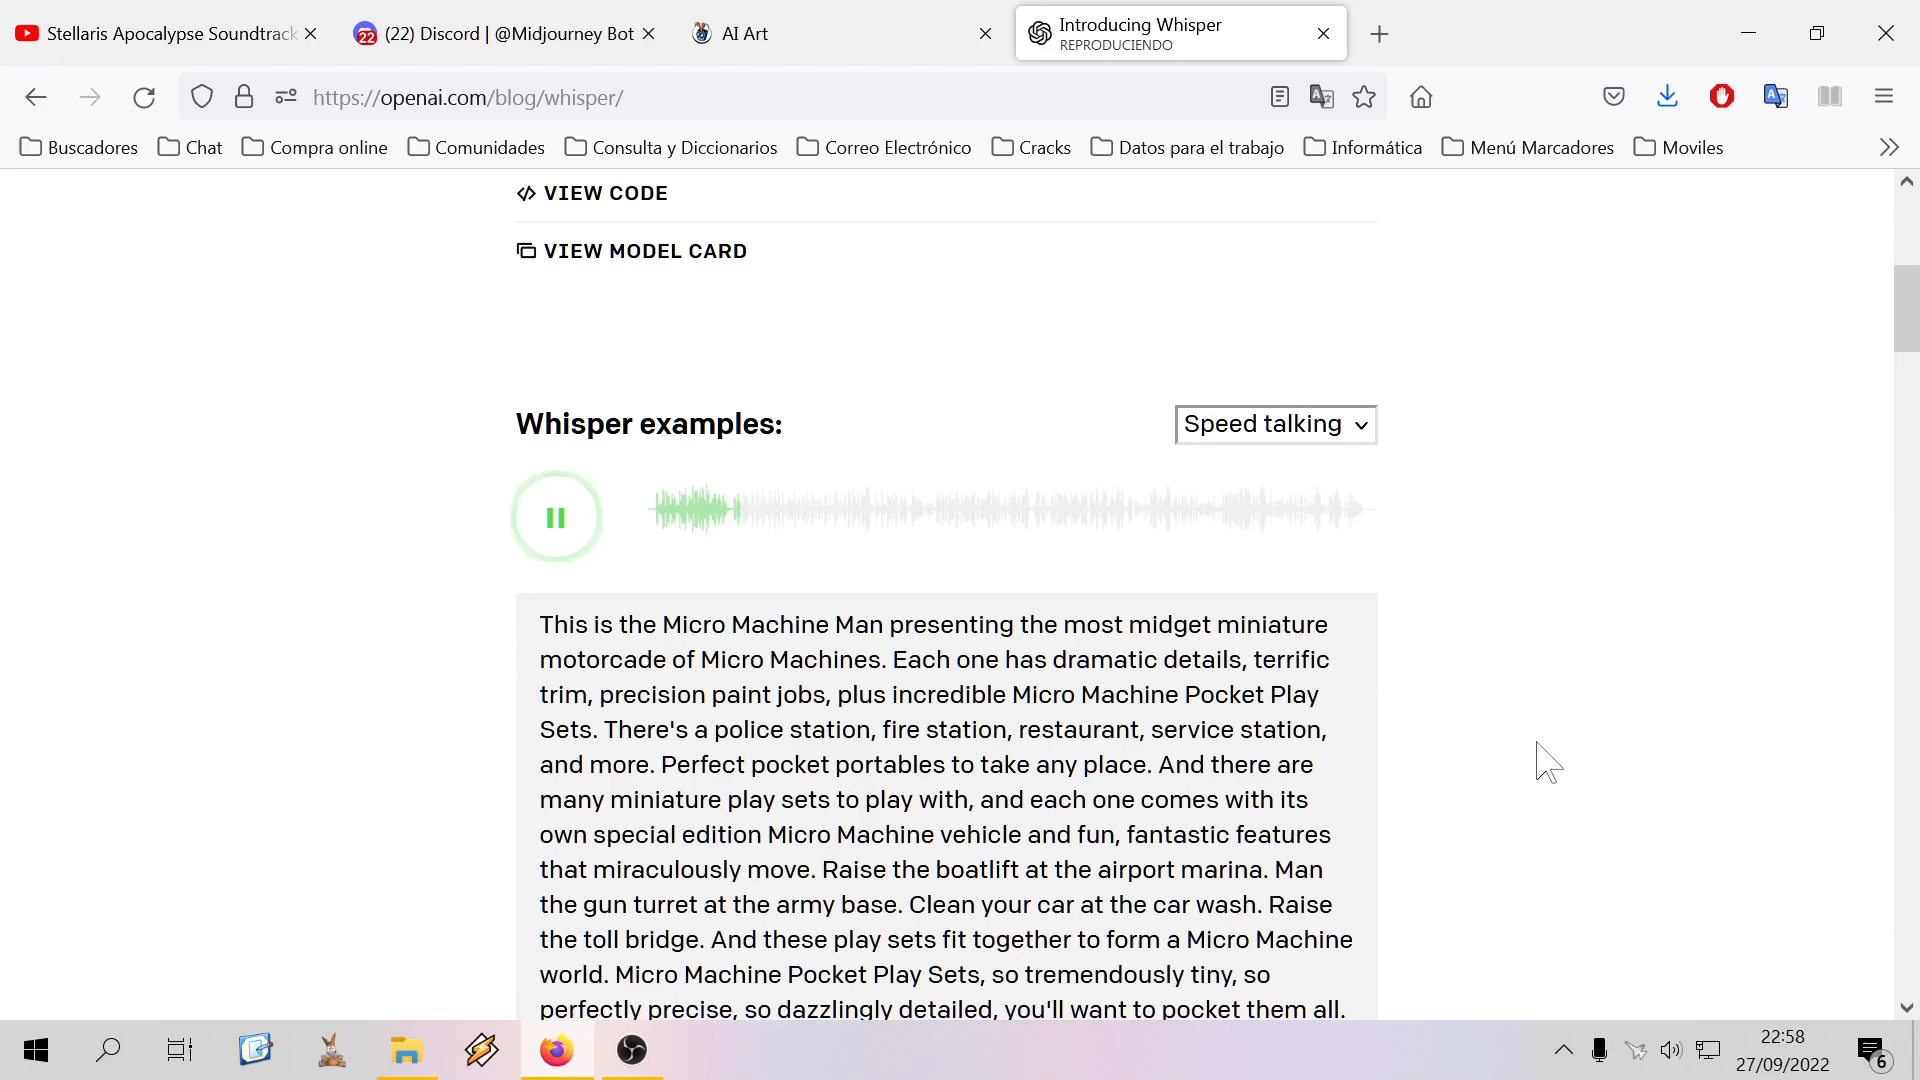 Stellaris Apocalypse Soundtrack
(22) Discord | @Midjourney Bot
AI Art
Introducing Whisper
REPRODUCIENDO
https://openai.com/blog/whisper/
Buscadores
Chat
Compra online
Comunidades
Consulta y Diccionarios
Correo Electrónico
Cracks
Datos para el trabajo
Informática
Menú Marcadores
Moviles
VIEW CODE
VIEW MODEL CARD
Whisper examples:
Speed talking
This is the Micro Machine Man presenting the most midget miniature
motorcade of Micro Machines. Each one has dramatic details, terrific
trim, precision paint jobs, plus incredible Micro Machine Pocket Play
Sets. There's a police station, fire station, restaurant, service station,
and more. Perfect pocket portables to take any place. And there are
many miniature play sets to play with, and each one comes with its
own special edition Micro Machine vehicle and fun, fantastic features
that miraculously move. Raise the boatlift at the airport marina. Man
the gun turret at the army base. Clean your car at the car wash. Raise
the toll bridge. And these play sets fit together to form a Micro Machine
world. Micro Machine Pocket Play Sets, so tremendously tiny, so
perfectly precise, so dazzlingly detailed, you'll want to pocket them all.
22:58
27/09/2022
6